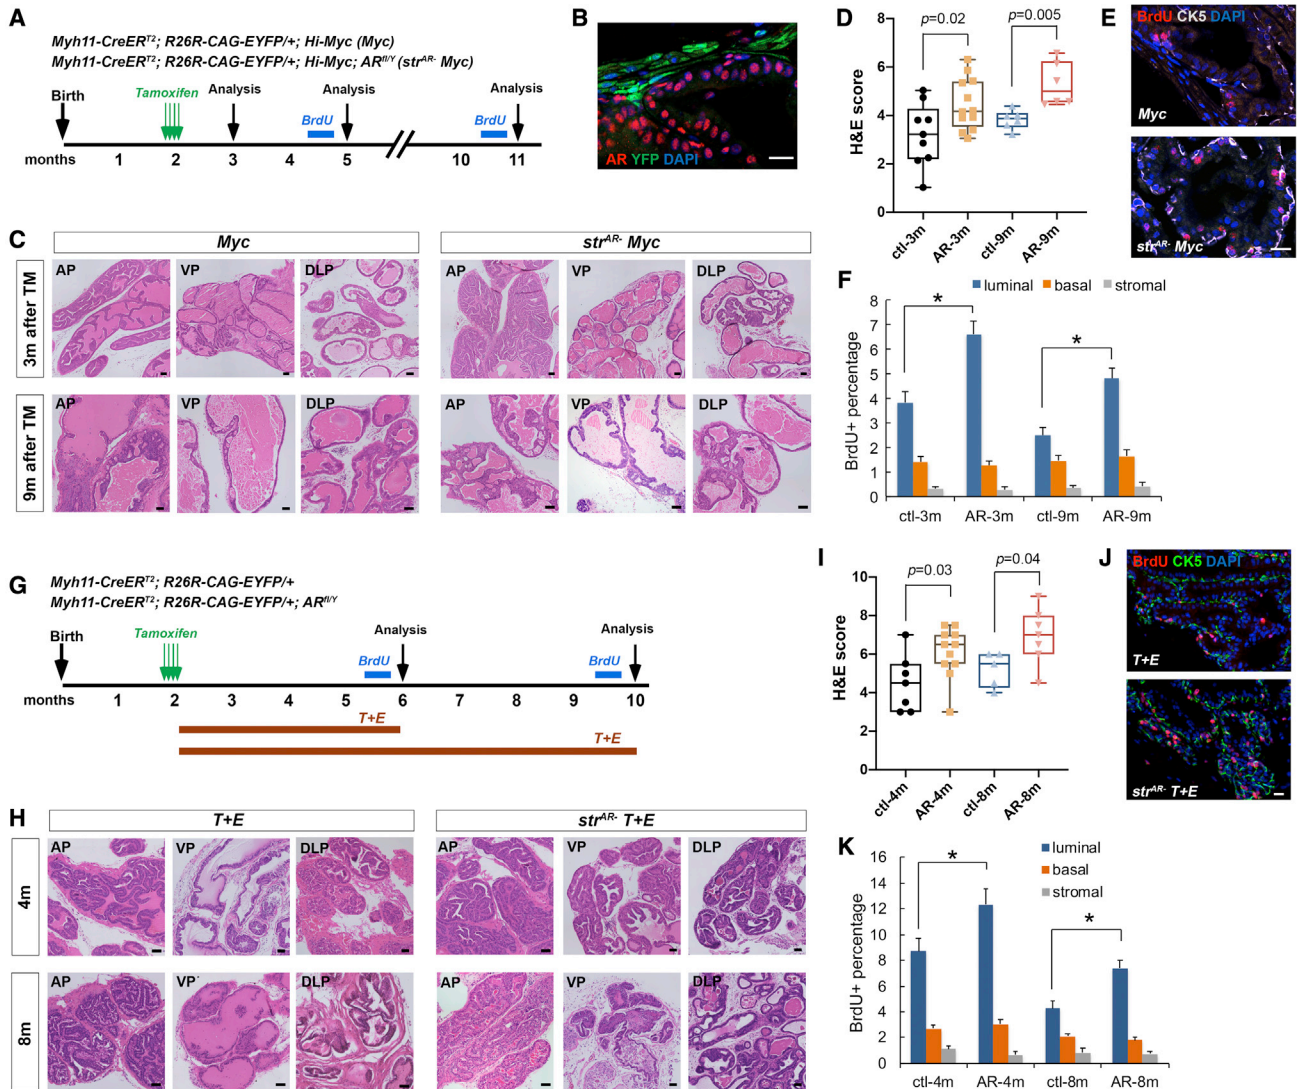 A
Myh11-CreERT2; R26R-CAG-EYFP/+; Hi-Myc (Myc)
Myh11-CreERT2; R26R-CAG-EYFP/+; Hi-Myc; ARfl/Y (strAR- Myc)
Birth
Tamoxifen
Analysis
Analysis
Analysis
BrdU
BrdU
months 1 2 3 4 5 10 11
B
AR YFP DAPI
C
Myc
strAR- Myc
3m after TM
AP VP DLP AP VP DLP
9m after TM
AP VP DLP AP VP DLP
D
H&E score
8
6
4
2
0
p=0.02
p=0.005
ctl-3m AR-3m ctl-9m AR-9m
E
BrdU CK5 DAPI
Myc
strAR- Myc
F
luminal basal stromal
BrdU+ percentage
8
7
6
5
4
3
2
1
0
* *
ctl-3m AR-3m ctl-9m AR-9m
G
Myh11-CreERT2; R26R-CAG-EYFP/+
Myh11-CreERT2; R26R-CAG-EYFP/+; ARfl/Y
Birth
Tamoxifen
Analysis
Analysis
BrdU
BrdU
months 1 2 3 4 5 6 7 8 9 10
T+E
T+E
H
T+E
strAR- T+E
4m
AP VP DLP AP VP DLP
8m
AP VP DLP AP VP DLP
I
H&E score
10
8
6
4
2
0
p=0.03
p=0.04
ctl-4m AR-4m ctl-8m AR-8m
J
BrdU CK5 DAPI
T+E
strAR- T+E
K
luminal
basal
stromal
BrdU+ percentage
16
14
12
10
8
6
4
2
0
* *
ctl-4m AR-4m ctl-8m AR-8m